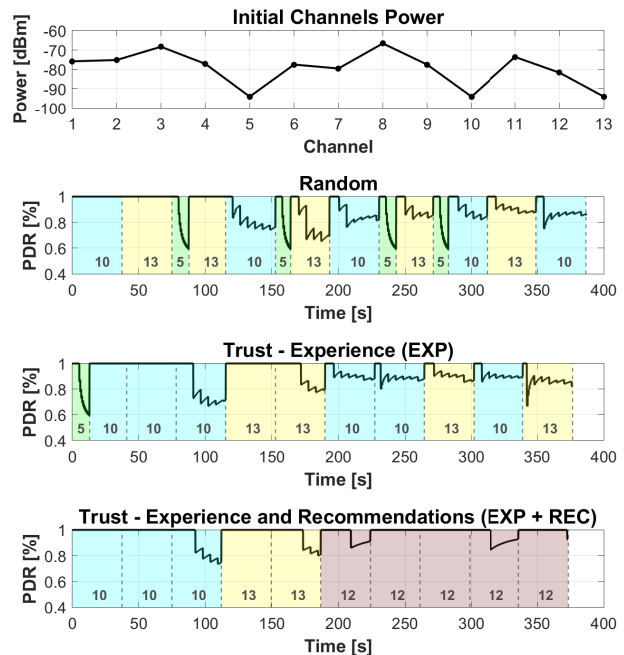 Initial Channels Power
Power [dBm]
-60
-70
-80
-90
-100
1 2 3 4 5 6 7 8 9 10 11 12 13
Channel
Random
PDR [%]
1
0.8
0.6
0.4
10 13 5 13 10 5 13 10 5 13 5 10 13 10
0 50 100 150 200 250 300 350 400
Time [s]
Trust - Experience (EXP)
PDR [%]
1
0.8
0.6
0.4
5 10 10 10 13 13 10 10 13 10 13
0 50 100 150 200 250 300 350 400
Time [s]
Trust - Experience and Recommendations (EXP + REC)
PDR [%]
1
0.8
0.6
0.4
10 10 10 13 13 12 12 12 12 12
0 50 100 150 200 250 300 350 400
Time [s]